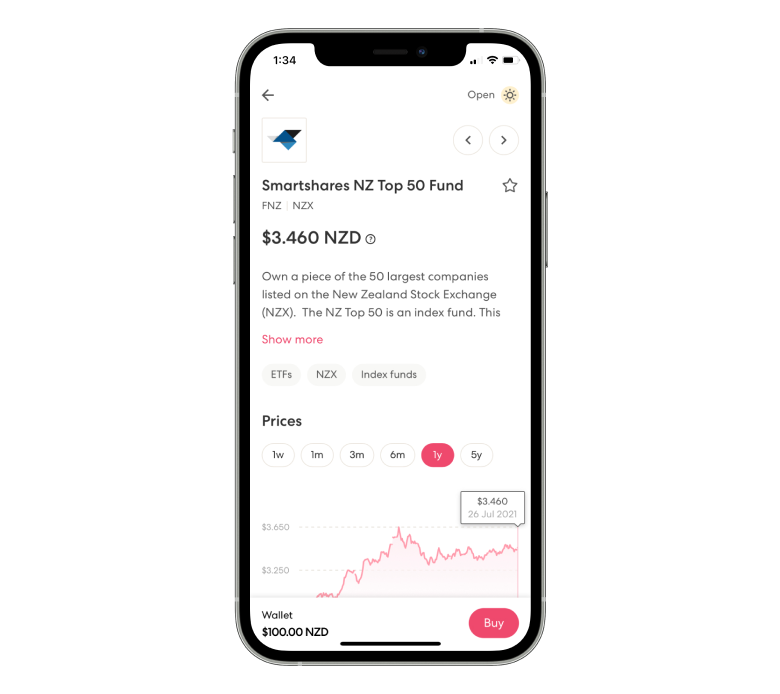 1:34
Open
Smartshares NZ Top 50 Fund
FNZ NZX
$3.460 NZD
Own a piece of the 50 largest companies
listed on the New Zealand Stock Exchange
(NZX). The NZ Top 50 is an index fund. This
Show more
ETFs NZX Index funds
Prices
1w 1m 3m 6m 1y 5y
$3.460
26 Jul 2021
$3.650
$3.250
Wallet
$100.00 NZD
Buy